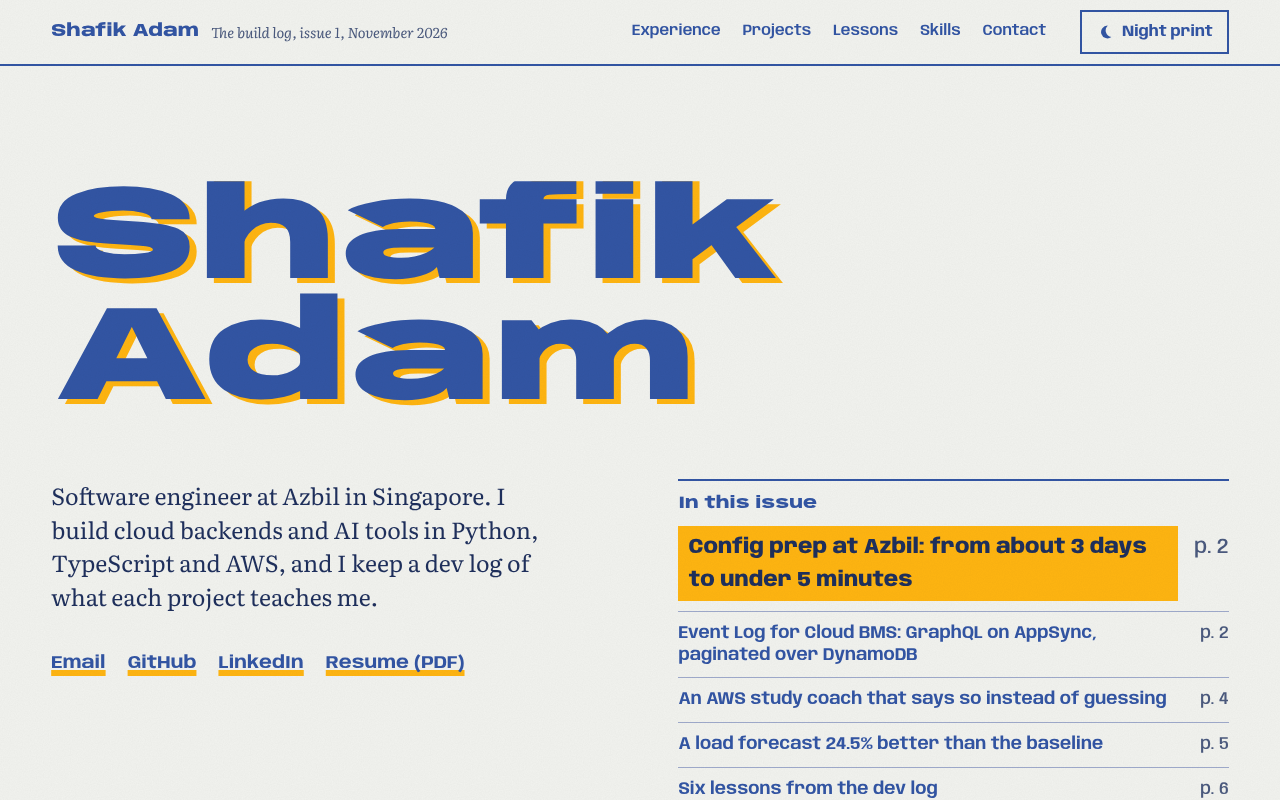 Shafik Adam
The build log, issue 1, November 2026
Experience
Projects
Lessons
Skills
Contact
Night print
Shafik
Adam
Software engineer at Azbil in Singapore. I
build cloud backends and AI tools in Python,
TypeScript and AWS, and I keep a dev log of
what each project teaches me.
Email
GitHub
LinkedIn
Resume (PDF)
In this issue
Config prep at Azbil: from about 3 days p. 2
to under 5 minutes
Event Log for Cloud BMS: GraphQL on AppSync, p. 2
paginated over DynamoDB
An AWS study coach that says so instead of guessing p. 4
A load forecast 24.5% better than the baseline p. 5
Six lessons from the dev log p. 6